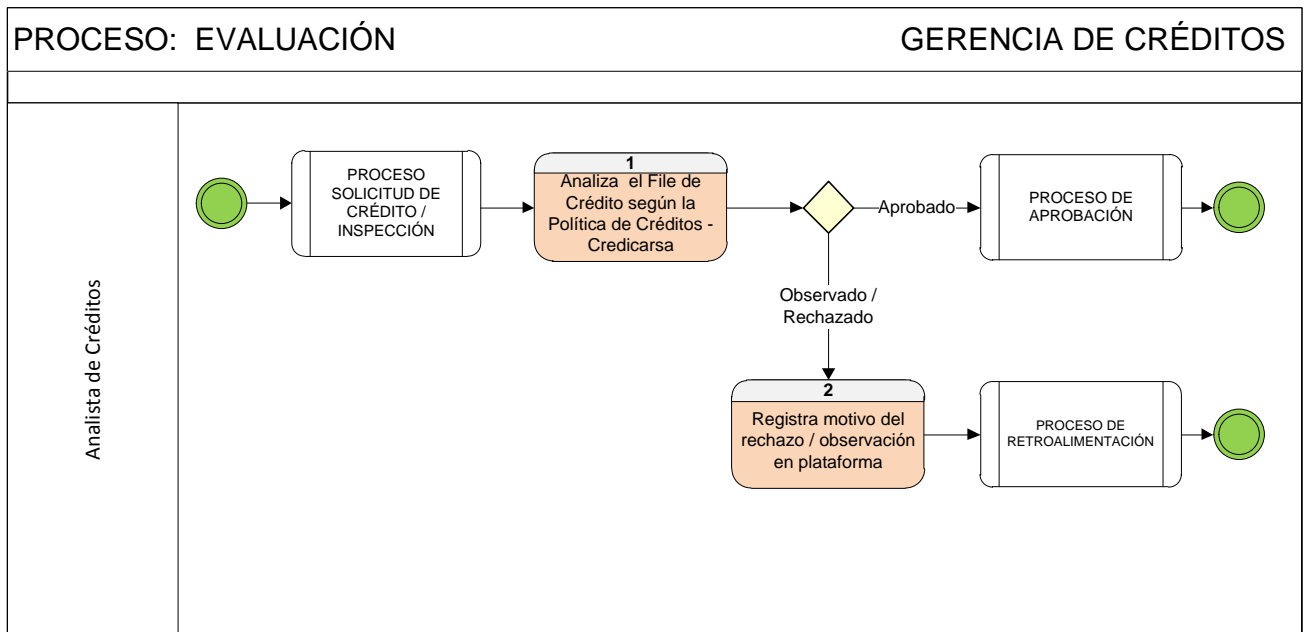 PROCESO: EVALUACIÓN
GERENCIA DE CRÉDITOS
Analista de Créditos
PROCESO
SOLICITUD DE
CRÉDITO /
INSPECCIÓN
1
Analiza el File de
Crédito según la
Política de Créditos -
Credicarsa
Aprobado
PROCESO DE
APROBACIÓN
Observado /
Rechazado
2
Registra motivo del
rechazo / observación
en plataforma
PROCESO DE
RETROALIMENTACIÓN